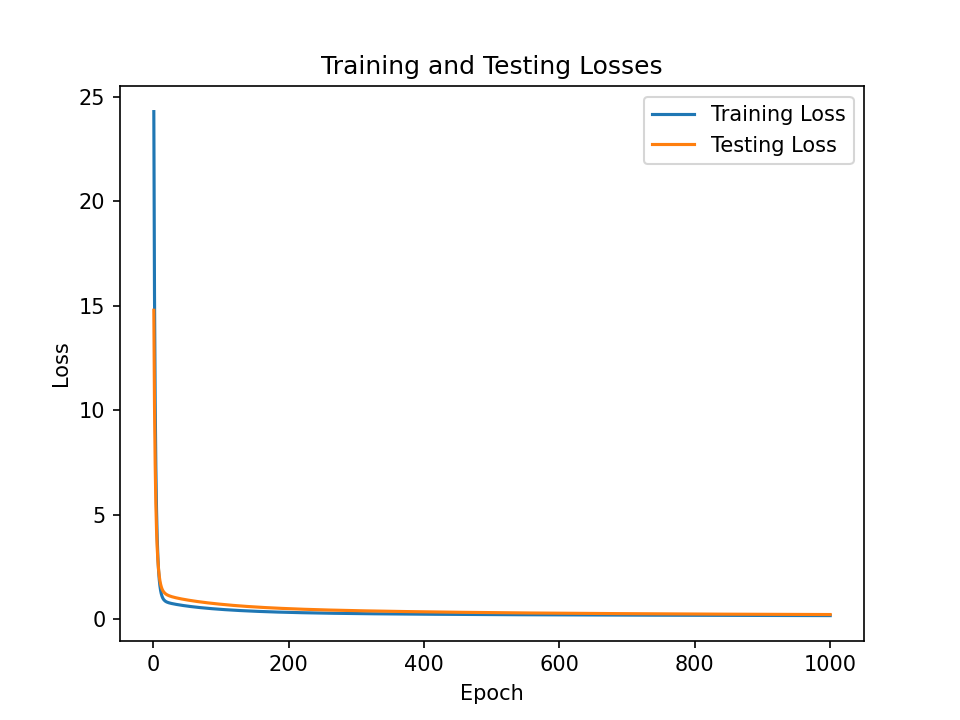 Training and Testing Losses
Training Loss
Testing Loss
25
20
15
10
5
0
Loss
0 200 400 600 800 1000
Epoch